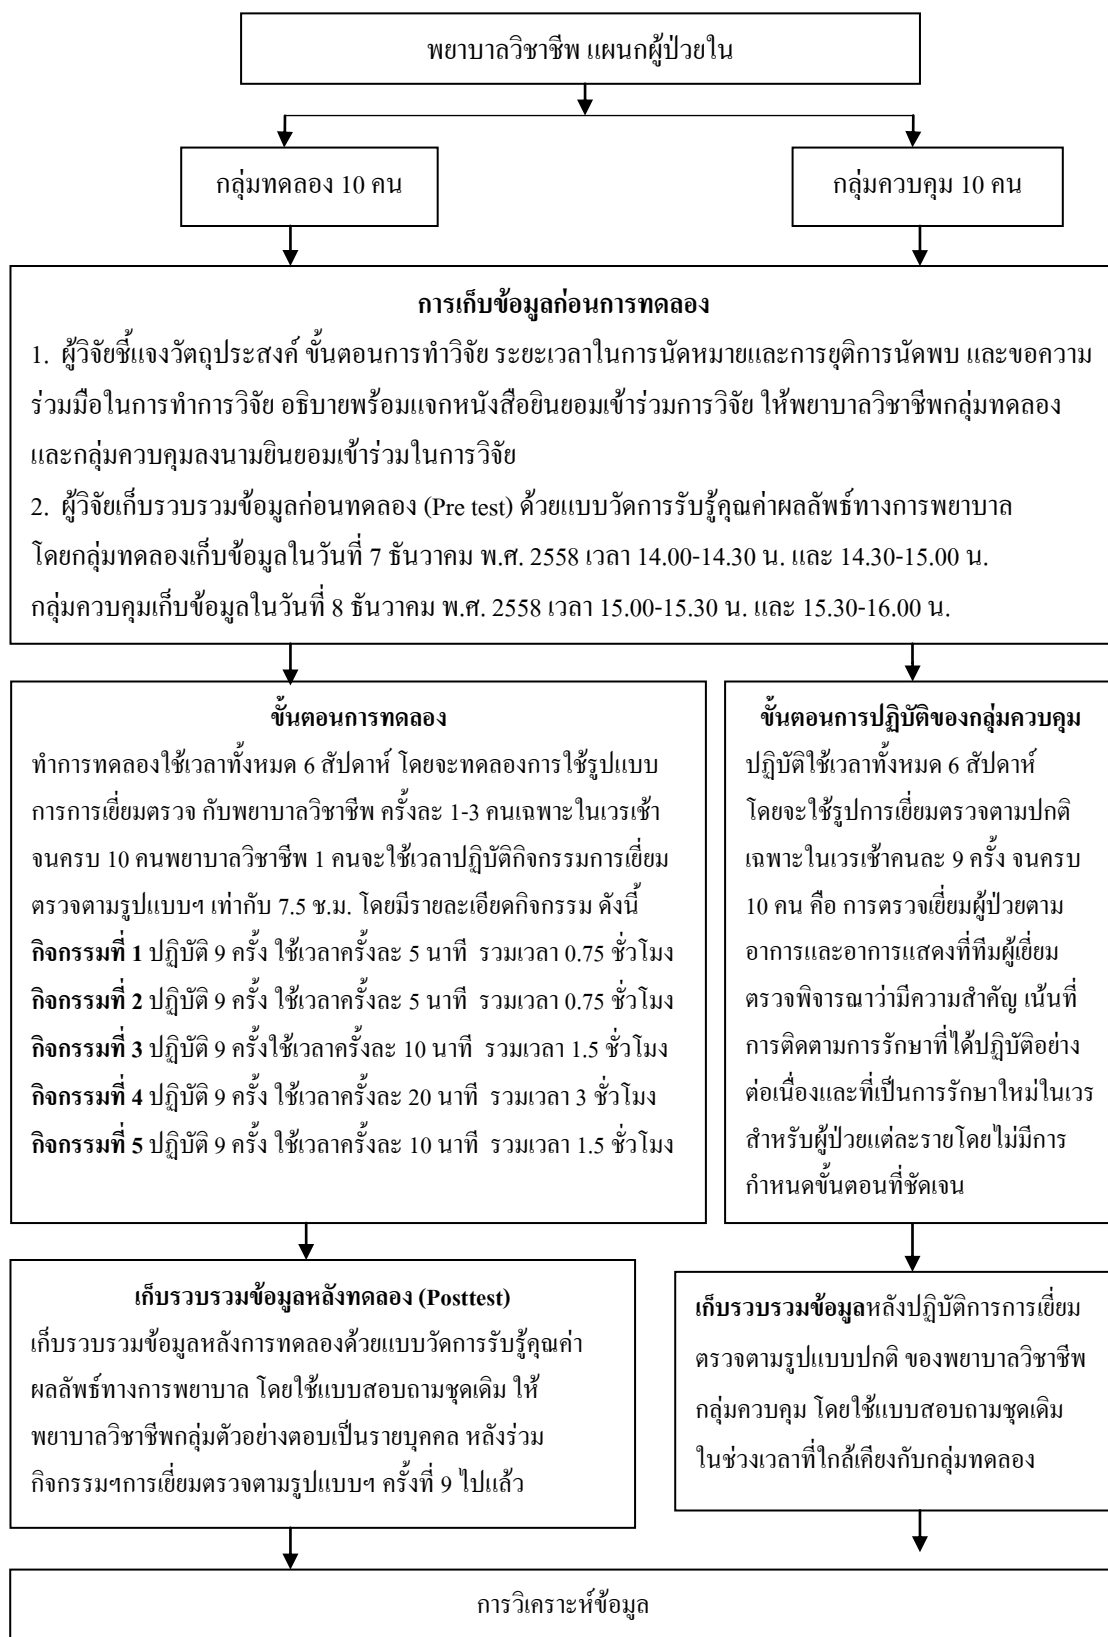 พยาบาลวิชาชีพ แผนกผู้ป่วยใน
กลุ่มทดลอง 10 คน
กลุ่มควบคุม 10 คน
การเก็บข้อมูลก่อนการทดลอง
1. ผู้วิจัยชี้แจงวัตถุประสงค์ ขั้นตอนการทำวิจัย ระยะเวลาในการนัดหมายและการยุติการนัดพบ และขอความ
ร่วมมือในการทำการวิจัย อธิบายพร้อมแจกหนังสือยินยอมเข้าร่วมการวิจัย ให้พยาบาลวิชาชีพกลุ่มทดลอง
และกลุ่มควบคุมลงนามยินยอมเข้าร่วมในการวิจัย
2. ผู้วิจัยเก็บรวบรวมข้อมูลก่อนทดลอง (Pre test) ด้วยแบบวัดการรับรู้คุณค่าผลลัพธ์ทางการพยาบาล
โดยกลุ่มทดลองเก็บข้อมูลในวันที่ 7 ธันวาคม พ.ศ. 2558 เวลา 14.00-14.30 น. และ 14.30-15.00 น.
กลุ่มควบคุมเก็บข้อมูลในวันที่ 8 ธันวาคม พ.ศ. 2558 เวลา 15.00-15.30 น. และ 15.30-16.00 น.
ขั้นตอนการทดลอง
ทำการทดลองใช้เวลาทั้งหมด 6 สัปดาห์ โดยจะทดลองการใช้รูปแบบ
การการเยี่ยมตรวจ กับพยาบาลวิชาชีพ ครั้งละ 1-3 คนเฉพาะในเวรเช้า
จนครบ 10 คนพยาบาลวิชาชีพ 1 คนจะใช้เวลาปฏิบัติกิจกรรมการเยี่ยม
ตรวจตามรูปแบบฯ เท่ากับ 7.5 ช.ม. โดยมีรายละเอียดกิจกรรม ดังนี้
กิจกรรมที่ 1 ปฏิบัติ 9 ครั้ง ใช้เวลาครั้งละ 5 นาที รวมเวลา 0.75 ชั่วโมง
กิจกรรมที่ 2 ปฏิบัติ 9 ครั้ง ใช้เวลาครั้งละ 5 นาที รวมเวลา 0.75 ชั่วโมง
กิจกรรมที่ 3 ปฏิบัติ 9 ครั้งใช้เวลาครั้งละ 10 นาที รวมเวลา 1.5 ชั่วโมง
กิจกรรมที่ 4 ปฏิบัติ 9 ครั้ง ใช้เวลาครั้งละ 20 นาที รวมเวลา 3 ชั่วโมง
กิจกรรมที่ 5 ปฏิบัติ 9 ครั้ง ใช้เวลาครั้งละ 10 นาที รวมเวลา 1.5 ชั่วโมง
ขั้นตอนการปฏิบัติของกลุ่มควบคุม
ปฏิบัติใช้เวลาทั้งหมด 6 สัปดาห์
โดยจะใช้รูปการเยี่ยมตรวจตามปกติ
เฉพาะในเวรเช้าคนละ 9 ครั้ง จนครบ
10 คน คือ การตรวจเยี่ยมผู้ป่วยตาม
อาการและอาการแสดงที่ทีมผู้เยี่ยม
ตรวจพิจารณาว่ามีความสำคัญ เน้นที่
การติดตามการรักษาที่ได้ปฏิบัติอย่าง
ต่อเนื่องและที่เป็นการรักษาใหม่ในเวร
สำหรับผู้ป่วยแต่ละรายโดยไม่มีการ
กำหนดขั้นตอนที่ชัดเจน
เก็บรวบรวมข้อมูลหลังทดลอง (Posttest)
เก็บรวบรวมข้อมูลหลังการทดลองด้วยแบบวัดการรับรู้คุณค่า
ผลลัพธ์ทางการพยาบาล โดยใช้แบบสอบถามชุดเดิม ให้
พยาบาลวิชาชีพกลุ่มตัวอย่างตอบเป็นรายบุคคล หลังร่วม
กิจกรรมฯการเยี่ยมตรวจตามรูปแบบฯ ครั้งที่ 9 ไปแล้ว
เก็บรวบรวมข้อมูลหลังปฏิบัติการการเยี่ยม
ตรวจตามรูปแบบปกติ ของพยาบาลวิชาชีพ
กลุ่มควบคุม โดยใช้แบบสอบถามชุดเดิม
ในช่วงเวลาที่ใกล้เคียงกับกลุ่มทดลอง
การวิเคราะห์ข้อมูล